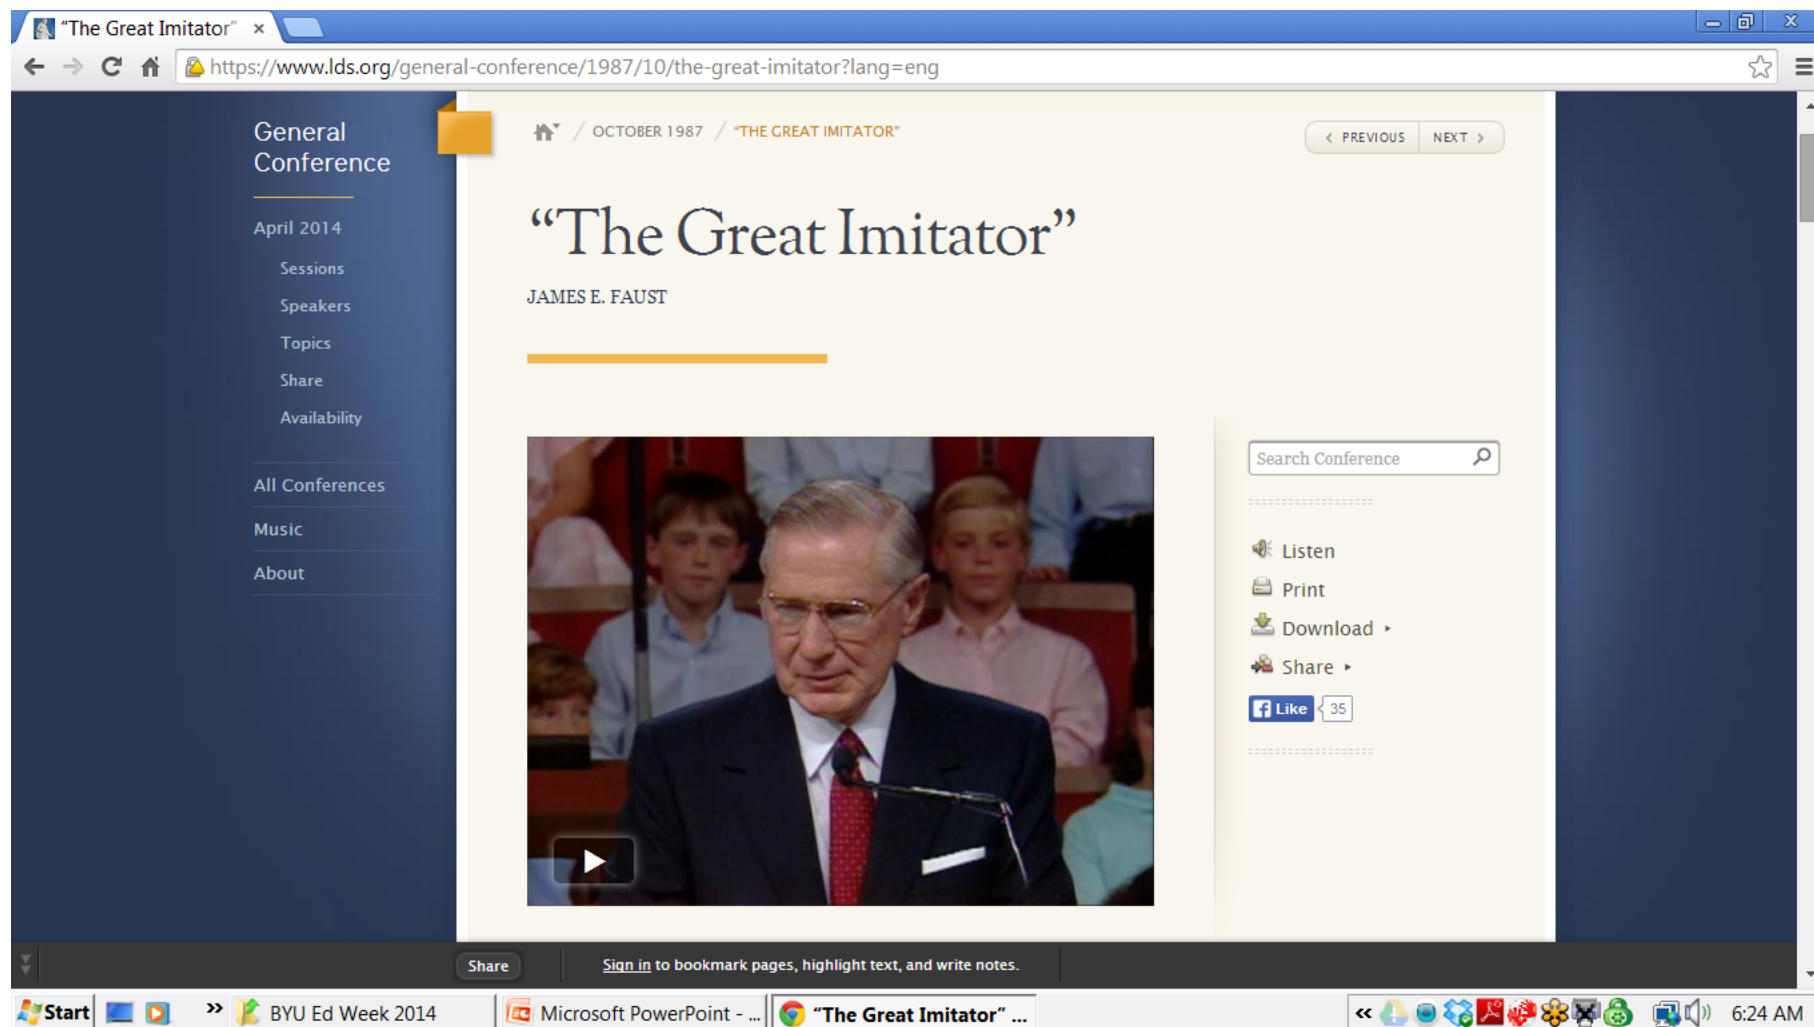 “The Great Imitator”
https://www.lds.org/general-conference/1987/10/the-great-imitator?lang=eng
General
Conference
April 2014
Sessions
Speakers
Topics
Share
Availability
All Conferences
Music
About
OCTOBER 1987 / “THE GREAT IMITATOR”
PREVIOUS NEXT
“The Great Imitator”
JAMES E. FAUST
Search Conference
Listen
Print
Download
Share
Like 35
Share Sign in to bookmark pages, highlight text, and write notes.
Start BYU Ed Week 2014 Microsoft PowerPoint - ... “The Great Imitator” ... 6:24 AM